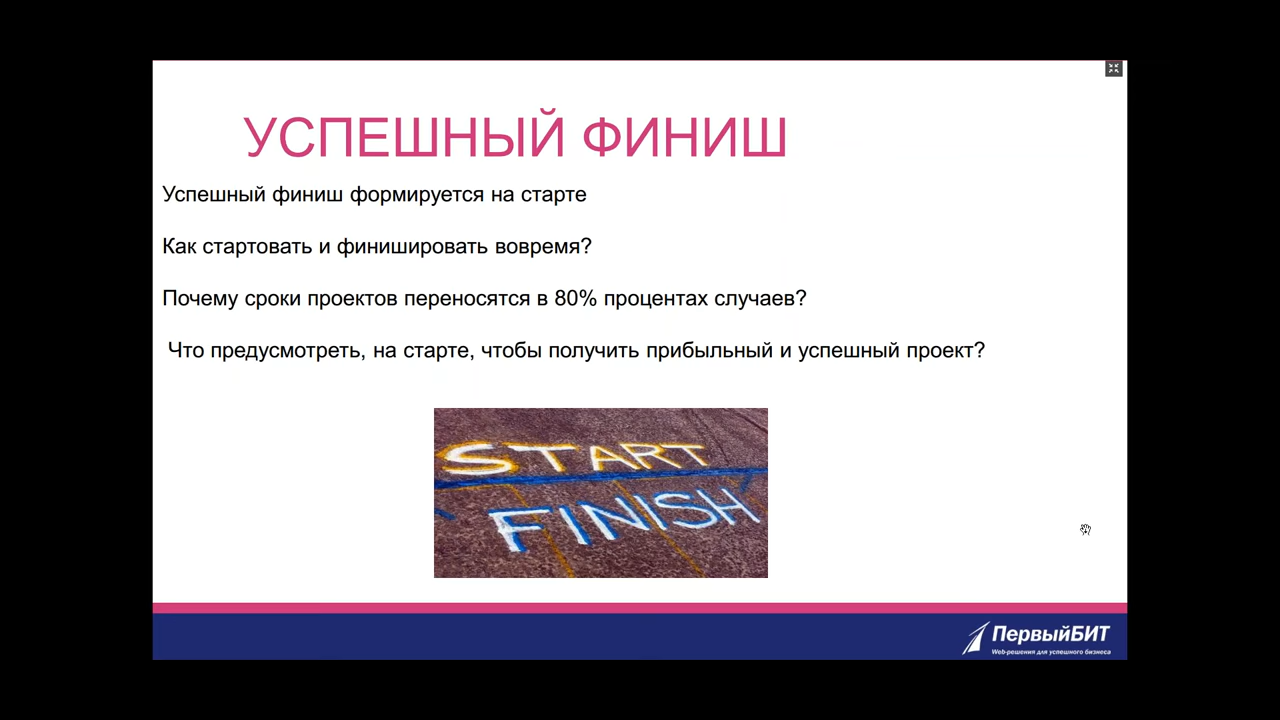 УСПЕШНЫЙ ФИНИШ
Успешный финиш формируется на старте
Как стартовать и финишировать вовремя?
Почему сроки проектов переносятся в 80% процентах случаев?
Что предусмотреть, на старте, чтобы получить прибыльный и успешный проект?
START
FINISH
ПервыйБИТ
Web-решения для успешного бизнеса